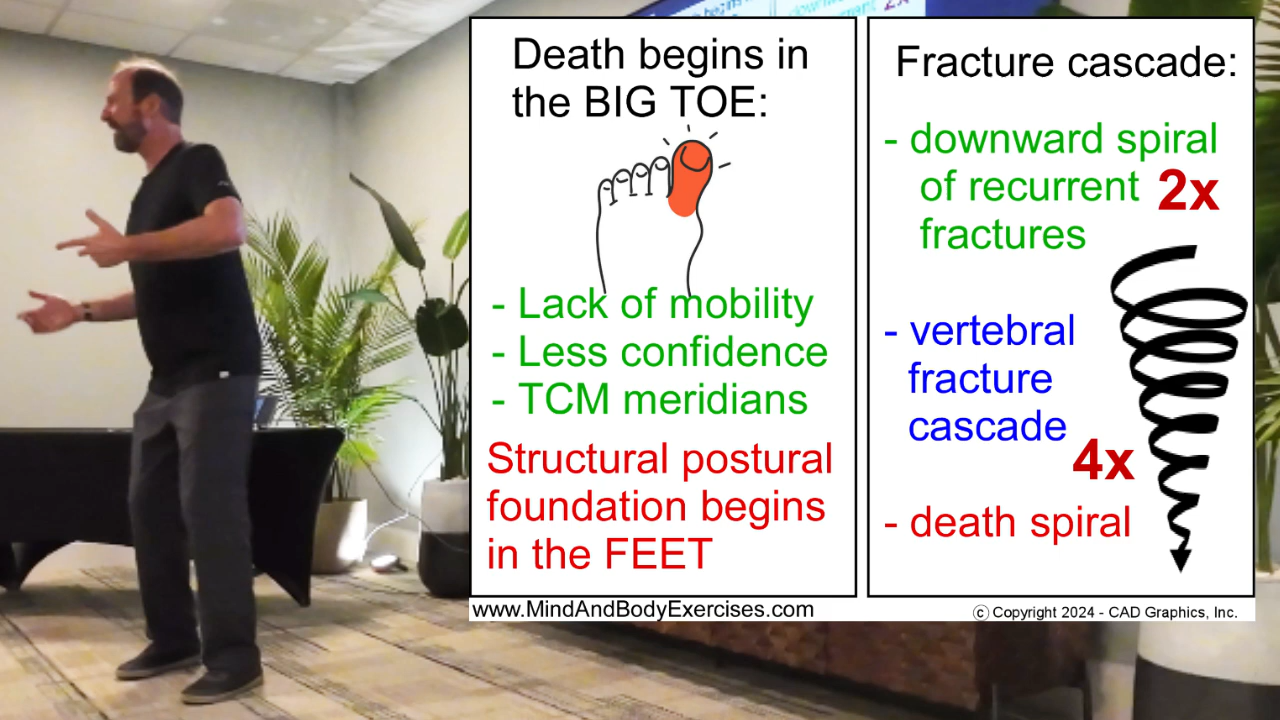 Death begins in
the BIG TOE:
- Lack of mobility
- Less confidence
- TCM meridians
Structural postural
foundation begins
in the FEET
www.MindAndBodyExercises.com
Fracture cascade:
- downward spiral
of recurrent 2x
fractures
- vertebral
fracture
cascade
4x
- death spiral
© Copyright 2024 - CAD Graphics, Inc.